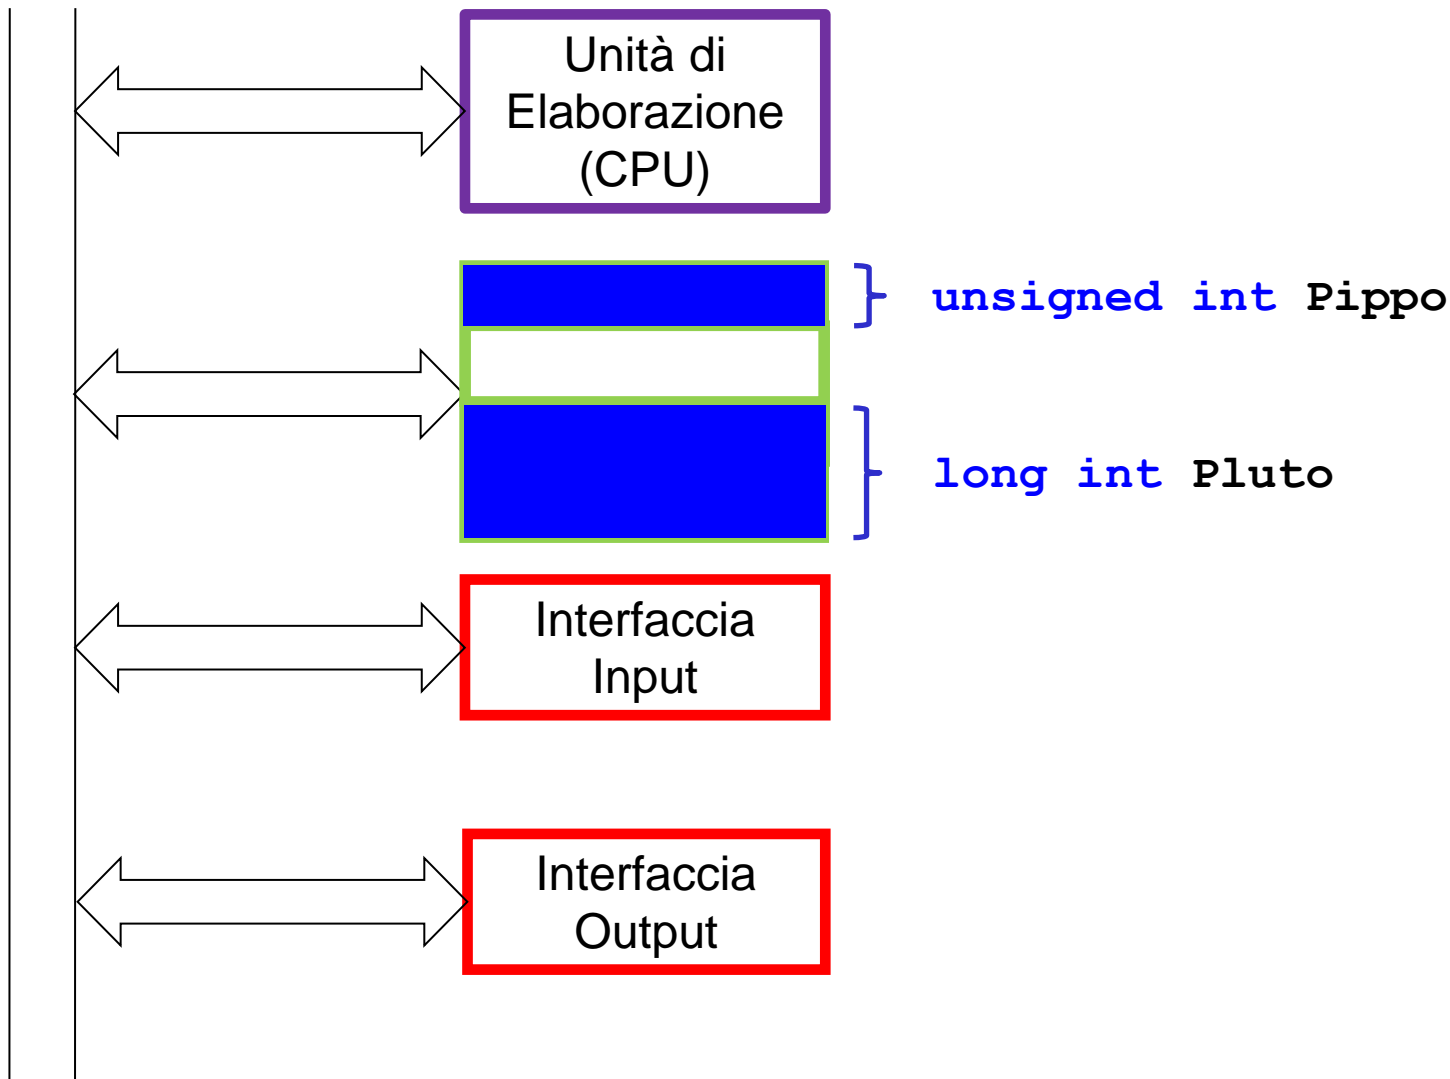 Unità di
Elaborazione
(CPU)
unsigned int Pippo
long int Pluto
Interfaccia
Input
Interfaccia
Output